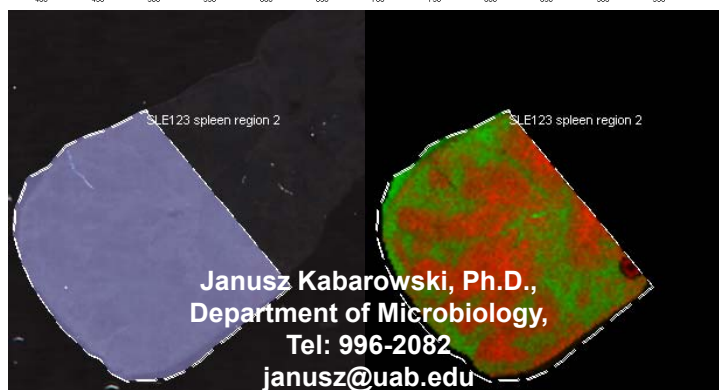 SLE123 spleen region 2
SLE123 spleen region 2
Janusz Kabarowski, Ph.D.,
Department of Microbiology,
Tel: 996-2082
janusz@uab.edu